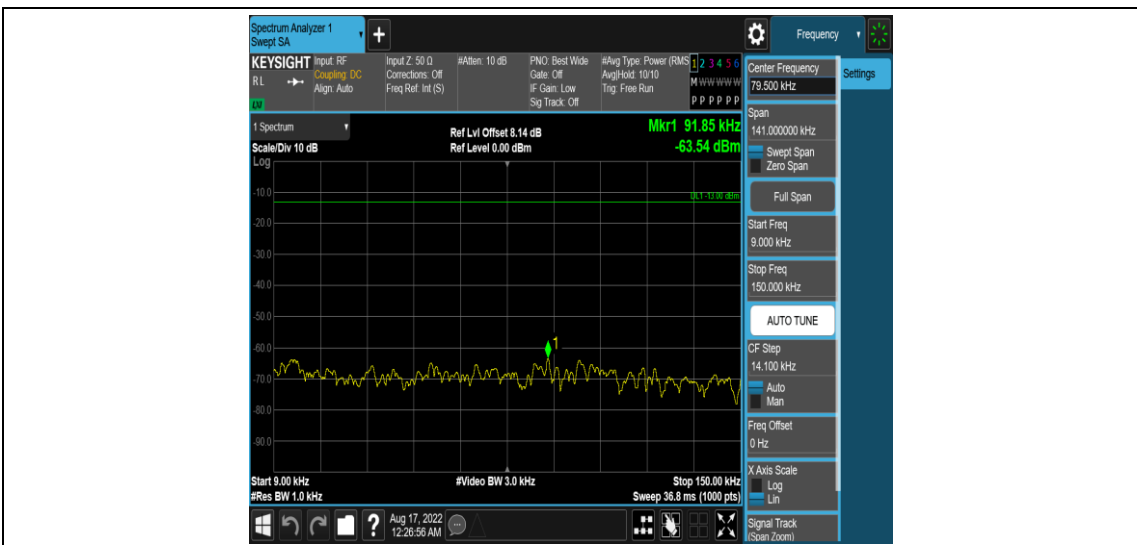 Spectrum Analyzer 1
Swept SA
+
Frequency
KEYSIGHT
RL
LXI
Input: RF
Coupling: DC
Align: Auto
Input Z: 50 Ω
Corrections: Off
Freq Ref: Int (S)
#Atten: 10 dB
PNO: Best Wide
Gate: Off
IF Gain: Low
Sig Track: Off
#Avg Type: Power (RMS
Avg|Hold: 10/10
Trig: Free Run
1 2 3 4 5 6
M W W W W W
P P P P P P
1 Spectrum
Scale/Div 10 dB
Log
Ref Lvl Offset 8.14 dB
Ref Level 0.00 dBm
Mkr1 91.85 kHz
-63.54 dBm
DL1 -13.00 dBm
-10.0
-20.0
-30.0
-40.0
-50.0
-60.0
-70.0
-80.0
-90.0
1
Start 9.00 kHz
#Res BW 1.0 kHz
#Video BW 3.0 kHz
Stop 150.00 kHz
Sweep 36.8 ms (1000 pts)
?
Aug 17, 2022
12:26:56 AM
Center Frequency
79.500 kHz
Span
141.000000 kHz
Swept Span
Zero Span
Full Span
Start Freq
9.000 kHz
Stop Freq
150.000 kHz
AUTO TUNE
CF Step
14.100 kHz
Auto
Man
Freq Offset
0 Hz
X Axis Scale
Log
Lin
Signal Track
(Span Zoom)
Settings